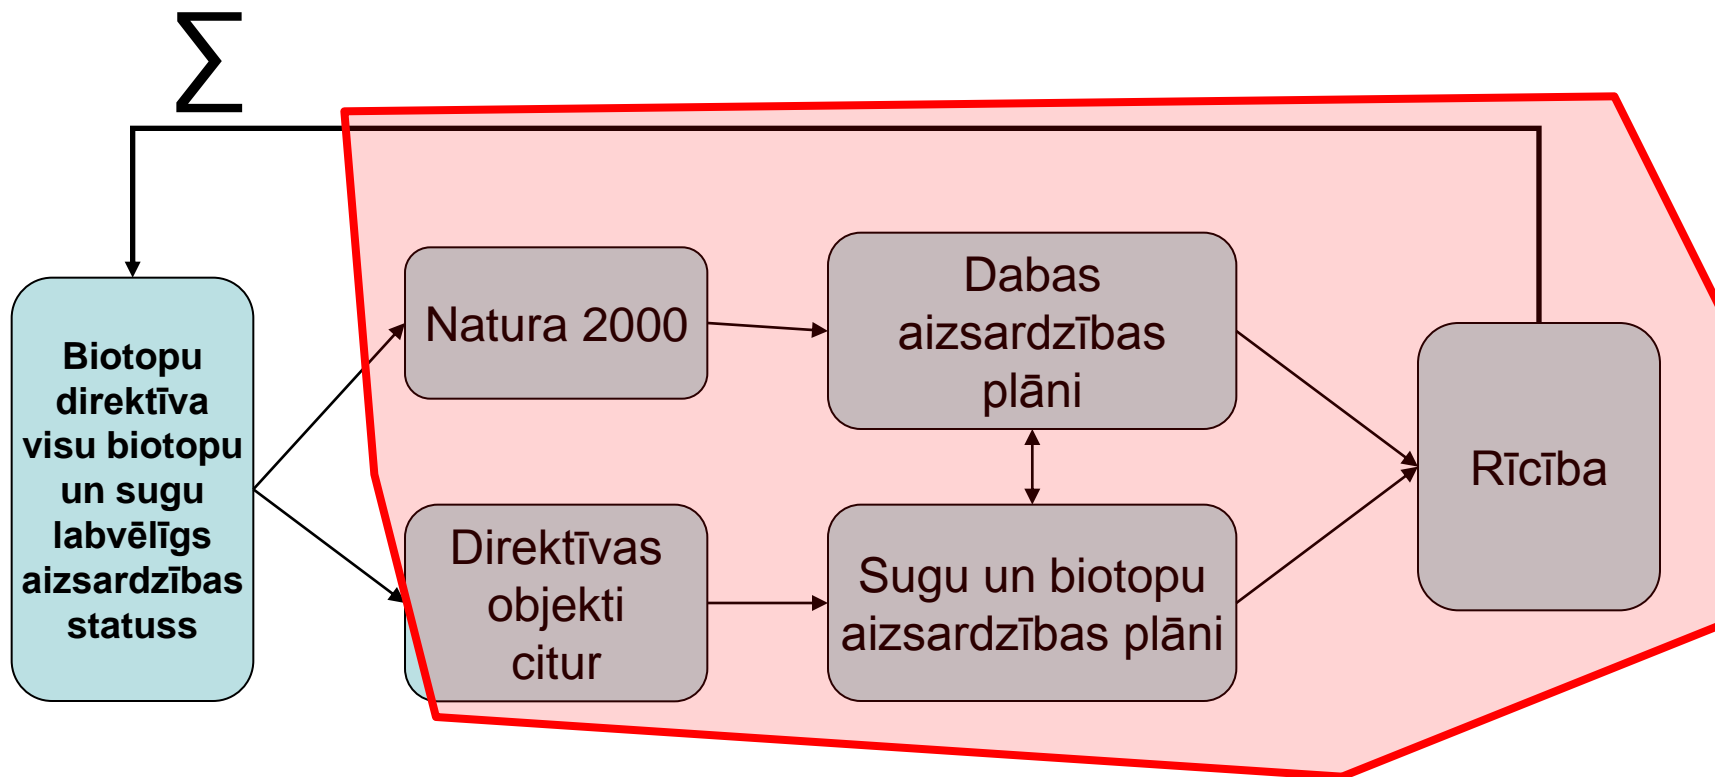 ∑
Biotopu
direktīva
visu biotopu
un sugu
labvēlīgs
aizsardzības
statuss
Natura 2000
Dabas
aizsardzības
plāni
Direktīvas
objekti
citur
Sugu un biotopu
aizsardzības plāni
Rīcība